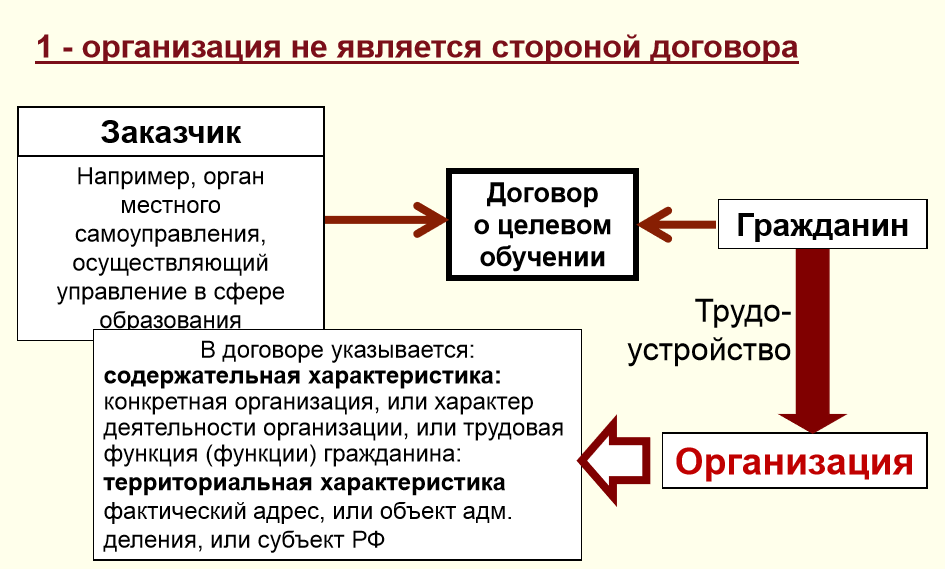 1 - организация не является стороной договора
Заказчик
Например, орган
местного
самоуправления,
осуществляющий
управление в сфере
образования
Договор
о целевом
обучении
Гражданин
Трудо-
устройство
Организация
В договоре указывается:
содержательная характеристика:
конкретная организация, или характер
деятельности организации, или трудовая
функция (функции) гражданина:
территориальная характеристика
фактический адрес, или объект адм.
деления, или субъект РФ